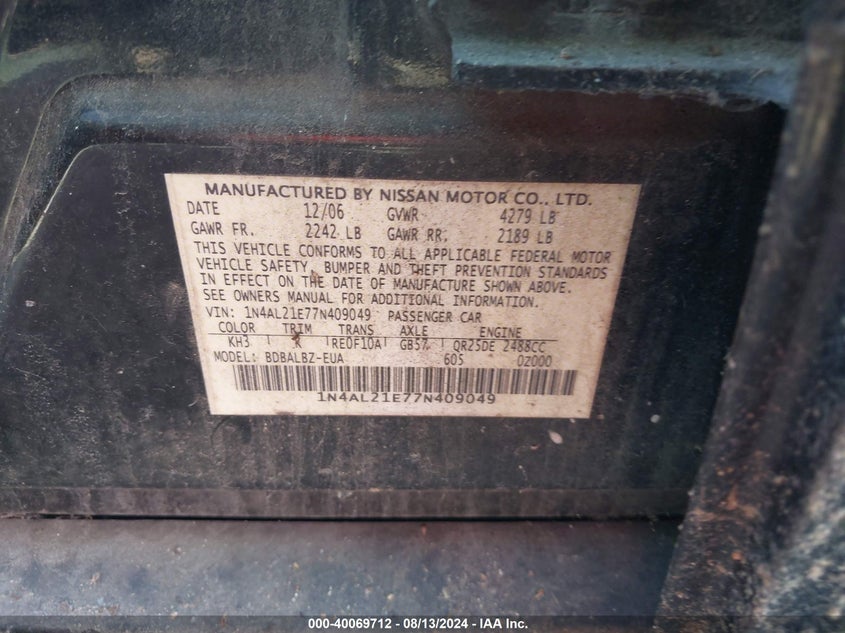 MANUFACTURED BY NISSAN MOTOR CO., LTD.
DATE 12/06 GVWR 4279 LB
GAWR FR. 2242 LB GAWR RR. 2189 LB
THIS VEHICLE CONFORMS TO ALL APPLICABLE FEDERAL MOTOR
VEHICLE SAFETY, BUMPER AND THEFT PREVENTION STANDARDS
IN EFFECT ON THE DATE OF MANUFACTURE SHOWN ABOVE.
SEE OWNERS MANUAL FOR ADDITIONAL INFORMATION.
VIN: 1N4AL21E77N409049 PASSENGER CAR
COLOR TRIM TRANS AXLE ENGINE
KH3 RE0F10A GB57 QR25DE 2488CC
MODEL: BDBALBZ-EUA 605 0Z000
1N4AL21E77N409049
000-40069712 - 08/13/2024 - IAA Inc.